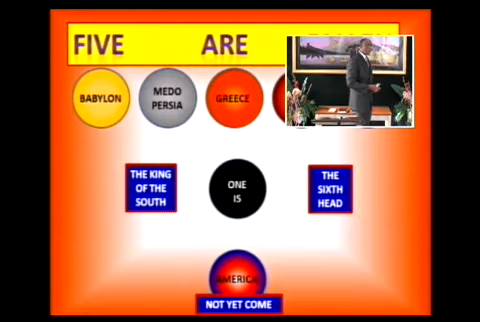 FIVE ARE
BABYLON
MEDO
PERSIA
GREECE
THE KING
OF THE
SOUTH
ONE
IS
THE
SIXTH
HEAD
AMERICA
NOT YET COME